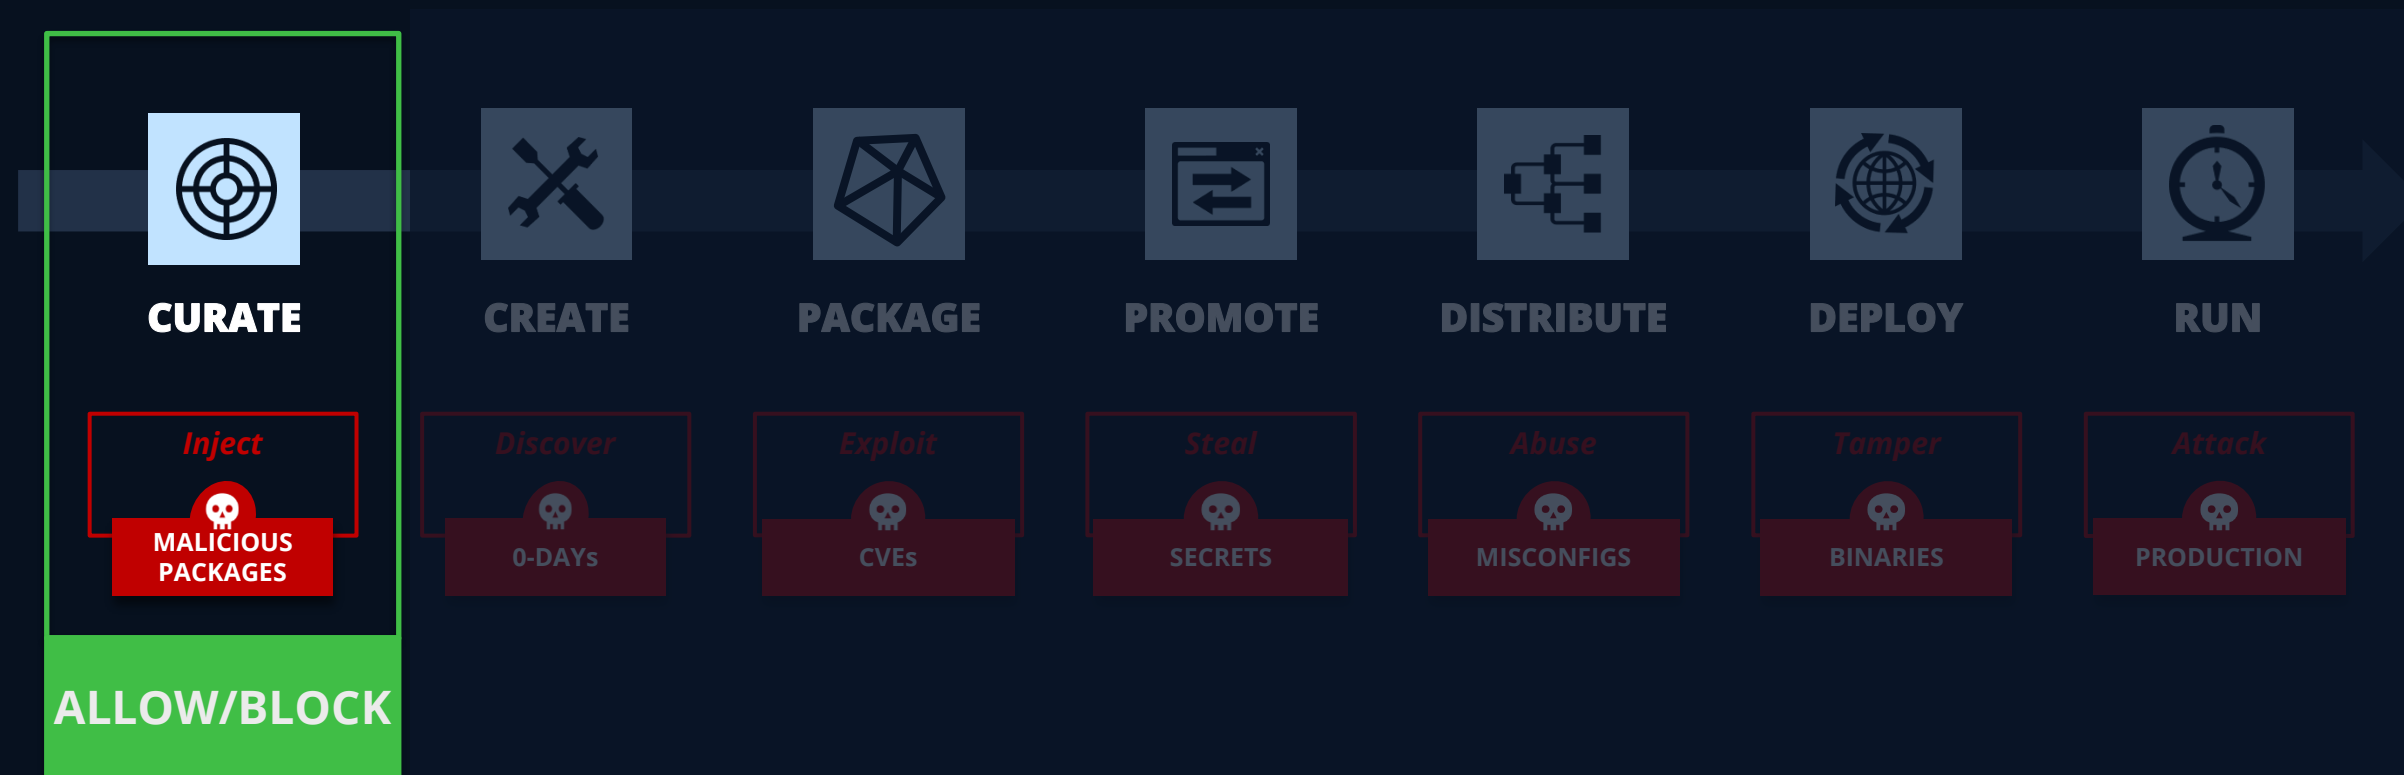 CURATE
CREATE
PACKAGE
PROMOTE
DISTRIBUTE
DEPLOY
RUN
Inject
Discover
Exploit
Steal
Abuse
Tamper
Attack
MALICIOUS
PACKAGES
0-DAYs
CVEs
SECRETS
MISCONFIGS
BINARIES
PRODUCTION
ALLOW/BLOCK